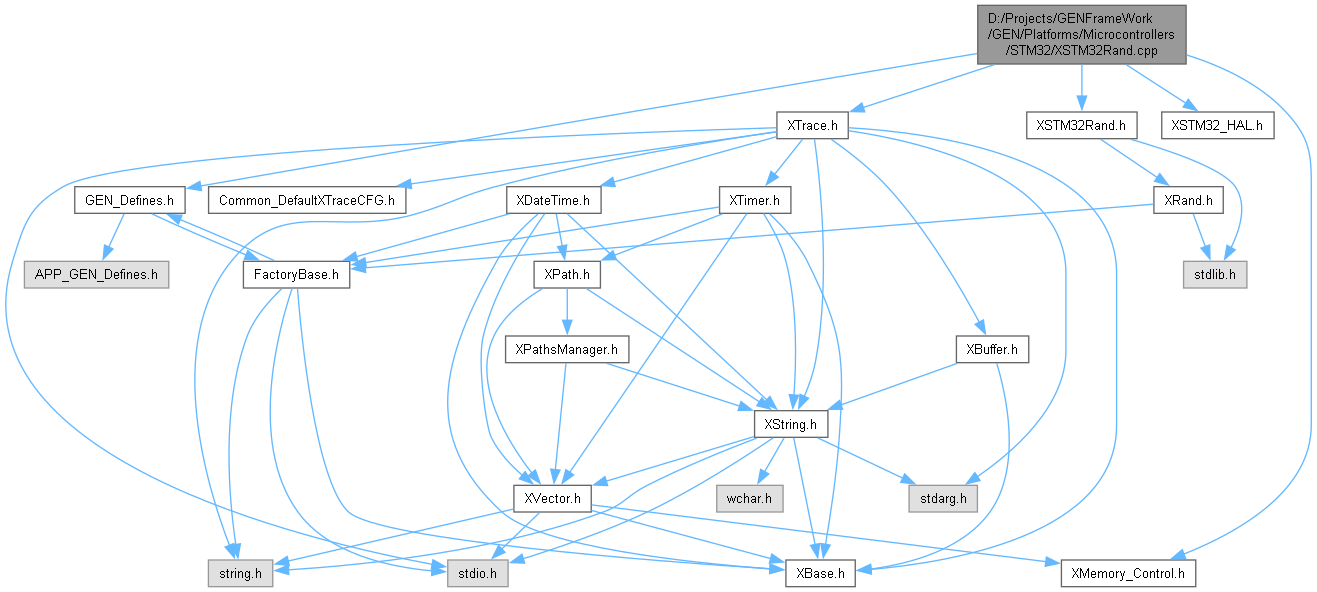 D:/Projects/GENFrameWork
/GEN/Platforms/Microcontrollers
/STM32/XSTM32Rand.cpp
XTrace.h
XSTM32Rand.h
XSTM32_HAL.h
GEN_Defines.h
Common_DefaultXTraceCFG.h
XDateTime.h
XTimer.h
XRand.h
APP_GEN_Defines.h
FactoryBase.h
XPath.h
stdlib.h
XPathsManager.h
XBuffer.h
XString.h
XVector.h
wchar.h
stdarg.h
string.h
stdio.h
XBase.h
XMemory_Control.h